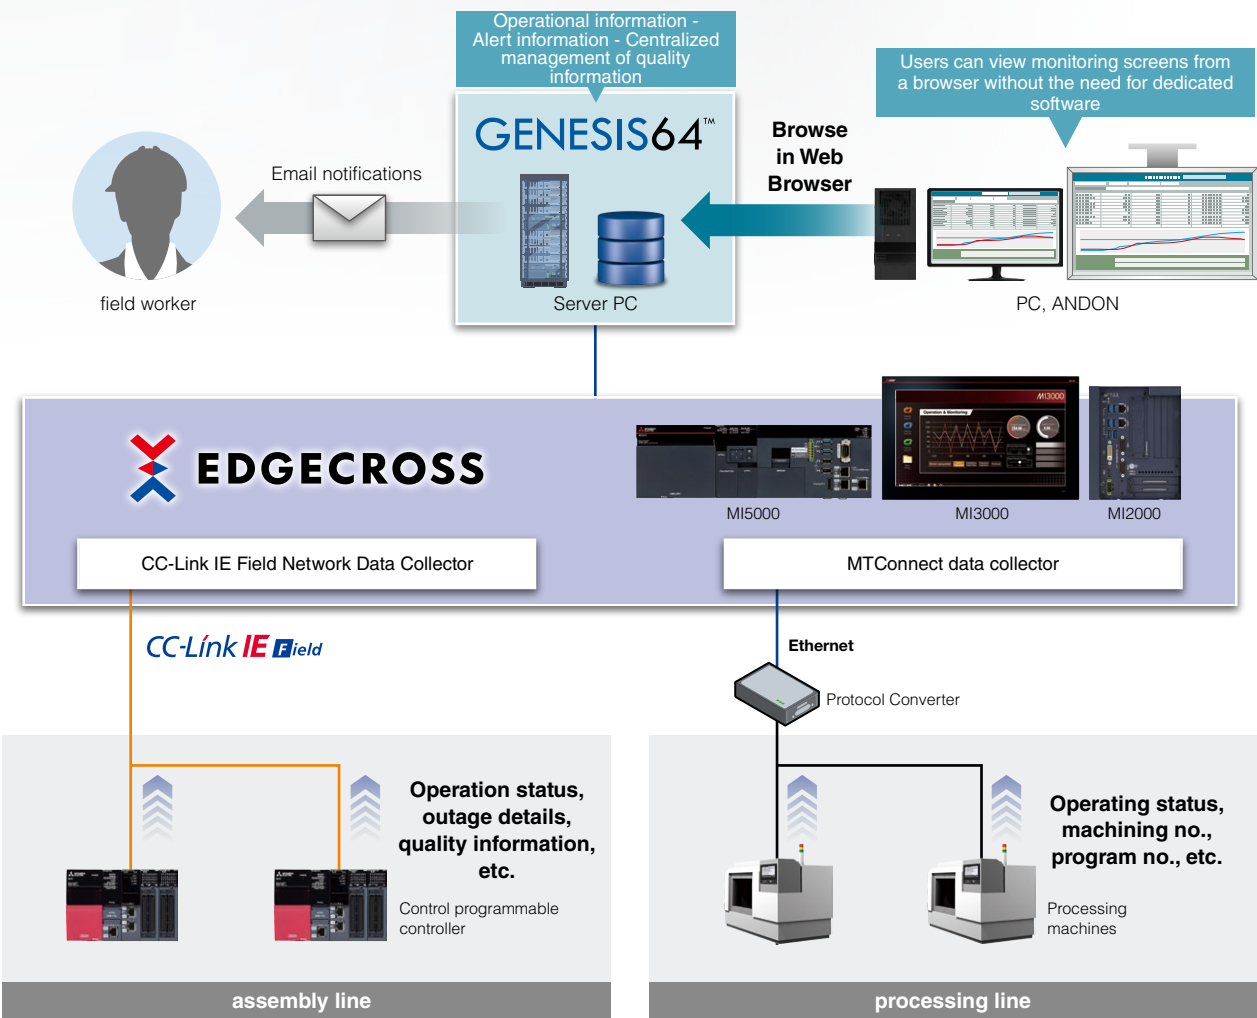 Operational information -
Alert information - Centralized
management of quality
information
Users can view monitoring screens from
a browser without the need for dedicated
software
GENESIS64™
Browse
in Web
Browser
Email notifications
field worker
Server PC
PC, ANDON
EDGECROSS
MI3000
Operation & Monitoring
MI5000
MI3000
MI2000
CC-Link IE Field Network Data Collector
MTConnect data collector
CC-Link IE Field
Ethernet
Protocol Converter
Operation status,
outage details,
quality information,
etc.
Control programmable
controller
Operating status,
machining no.,
program no., etc.
Processing
machines
assembly line
processing line